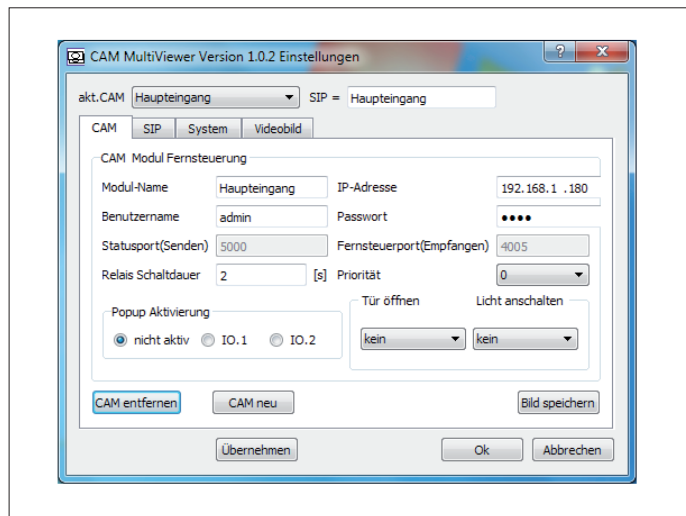 CAM MultiViewer Version 1.0.2 Einstellungen
akt.CAM Haupteingang SIP = Haupteingang
CAM SIP System Videobild
CAM Modul Fernsteuerung
Modul-Name Haupteingang IP-Adresse 192.168.1 .180
Benutzername admin Passwort ••••
Statusport(Senden) 5000 Fernsteuerport(Empfangen) 4005
Relais Schaltdauer 2 [s] Priorität 0
Popup Aktivierung Tür öffnen Licht anschalten
nicht aktiv IO.1 IO.2 kein kein
CAM entfernen CAM neu Bild speichern
Übernehmen Ok Abbrechen